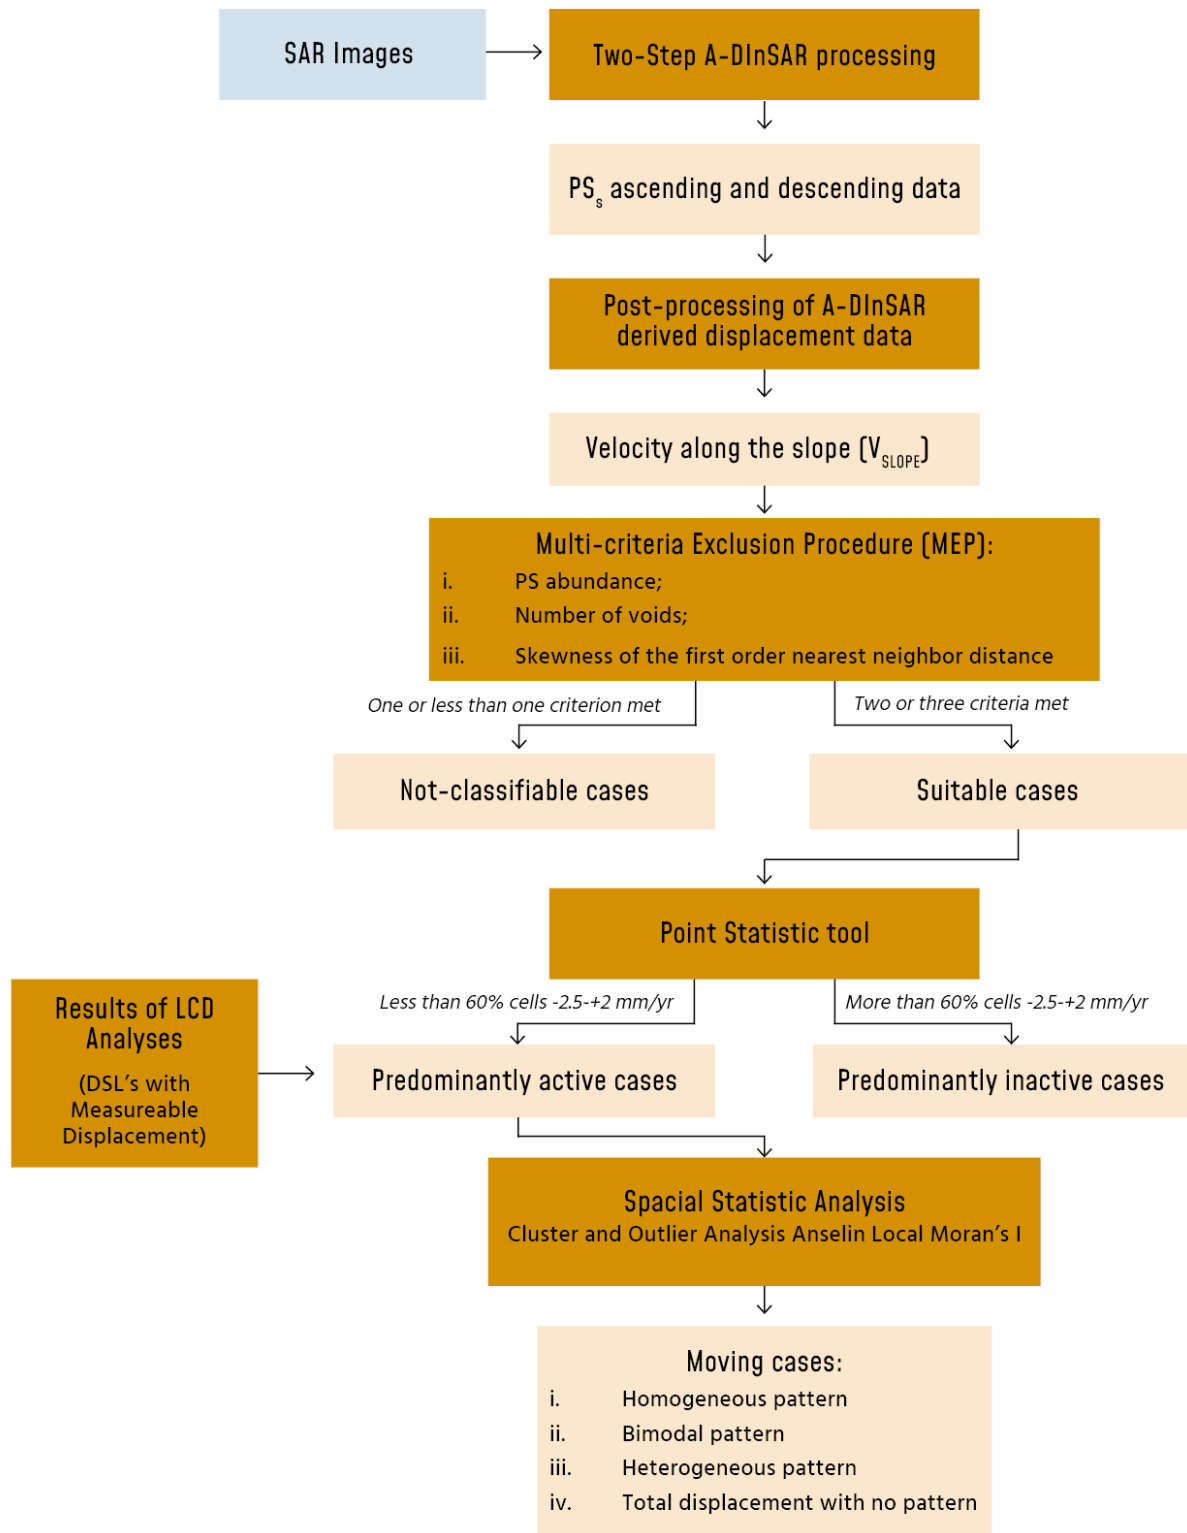 SAR Images
Two-Step A-DInSAR processing
PSs ascending and descending data
Post-processing of A-DInSAR
derived displacement data
Velocity along the slope (VSLOPE)
Multi-criteria Exclusion Procedure (MEP):
i. PS abundance;
ii. Number of voids;
iii. Skewness of the first order nearest neighbor distance
One or less than one criterion met
Two or three criteria met
Not-classifiable cases
Suitable cases
Point Statistic tool
Less than 60% cells -2.5-+2 mm/yr
More than 60% cells -2.5-+2 mm/yr
Results of LCD
Analyses
(DSL's with
Measureable
Displacement)
Predominantly active cases
Predominantly inactive cases
Spacial Statistic Analysis
Cluster and Outlier Analysis Anselin Local Moran's I
Moving cases:
i. Homogeneous pattern
ii. Bimodal pattern
iii. Heterogeneous pattern
iv. Total displacement with no pattern